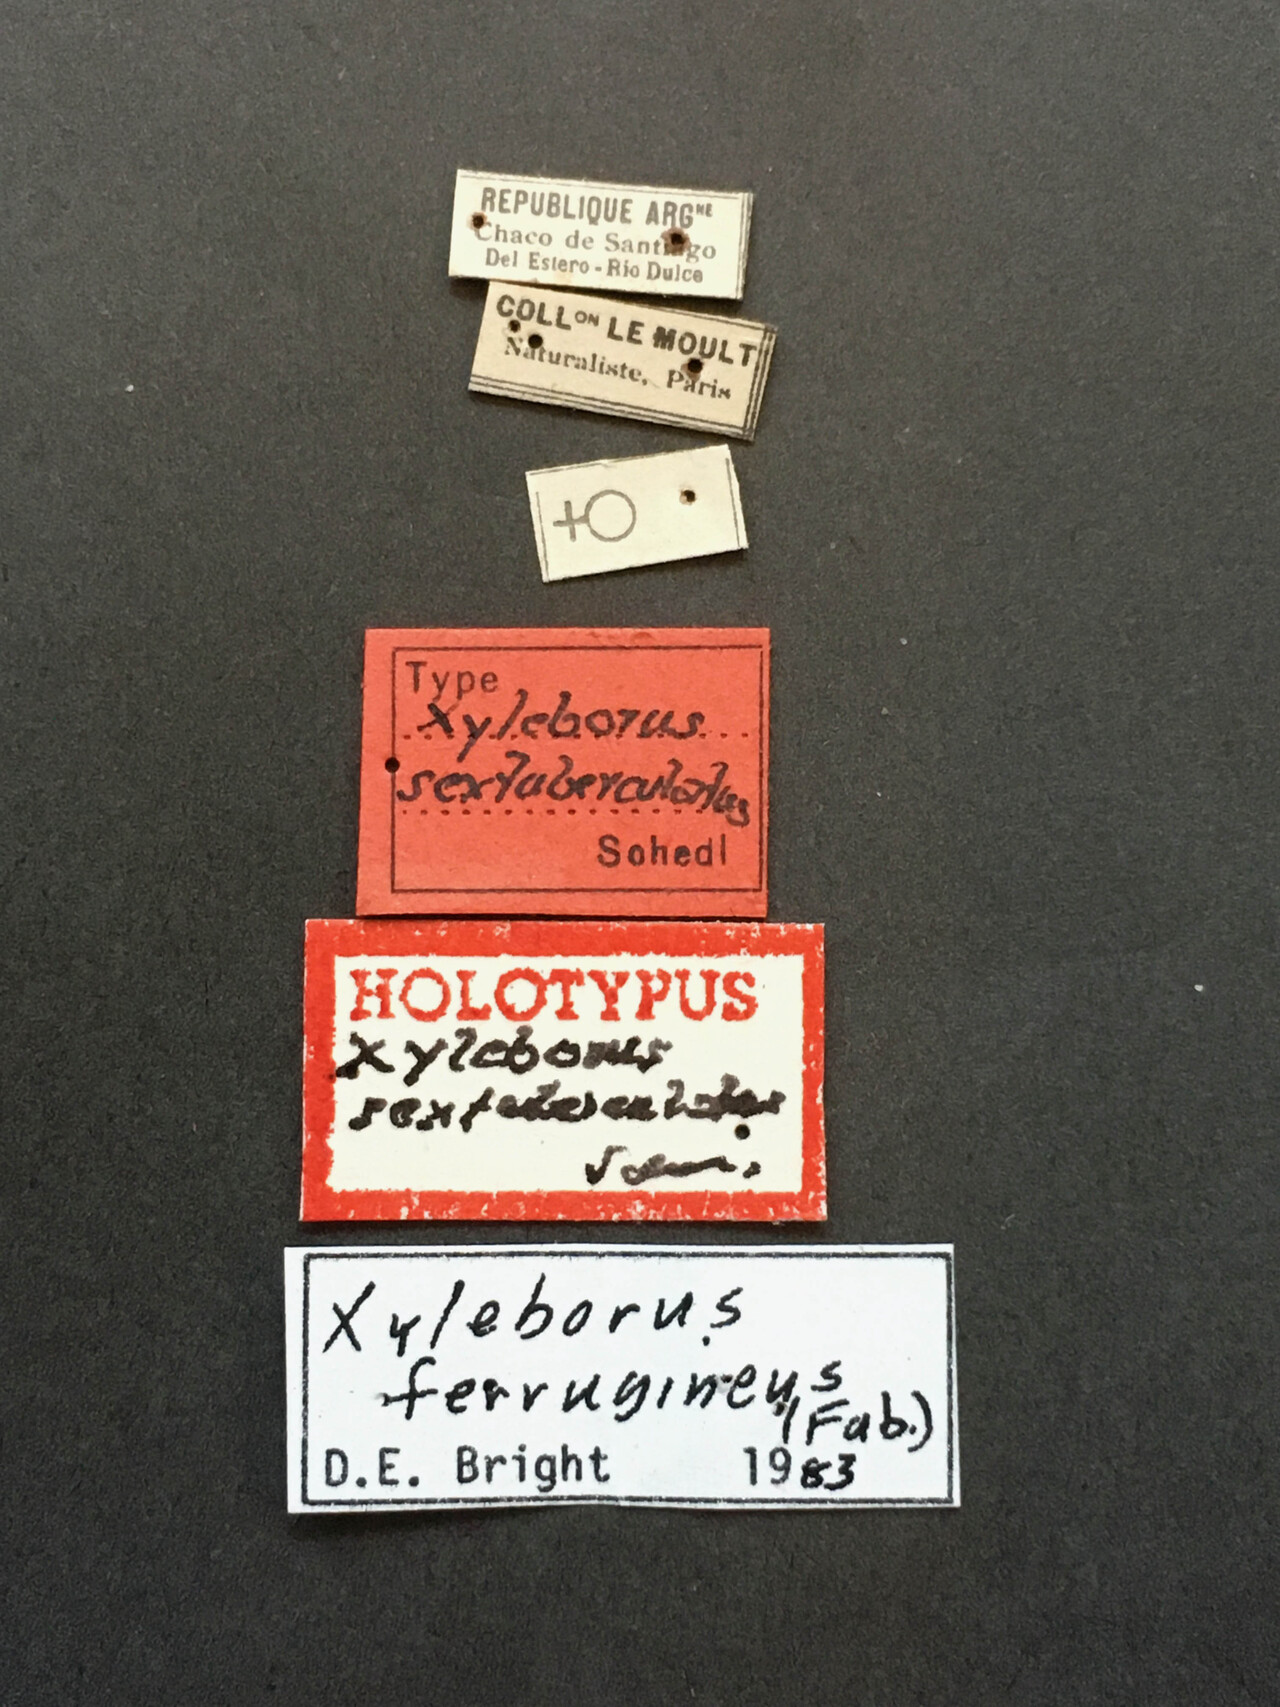 REPUBLIQUE ARGNE
Chaco de Santiago
Del Estero - Rio Dulce
COLLON LE MOULT
Naturaliste, Paris
♀
Type
Xyleborus
sextuberculatus
Schedl
HOLOTYPUS
Xyleborus
sextuberculatus
Xyleborus
ferrugineus
(Fab.)
D.E. Bright 1983